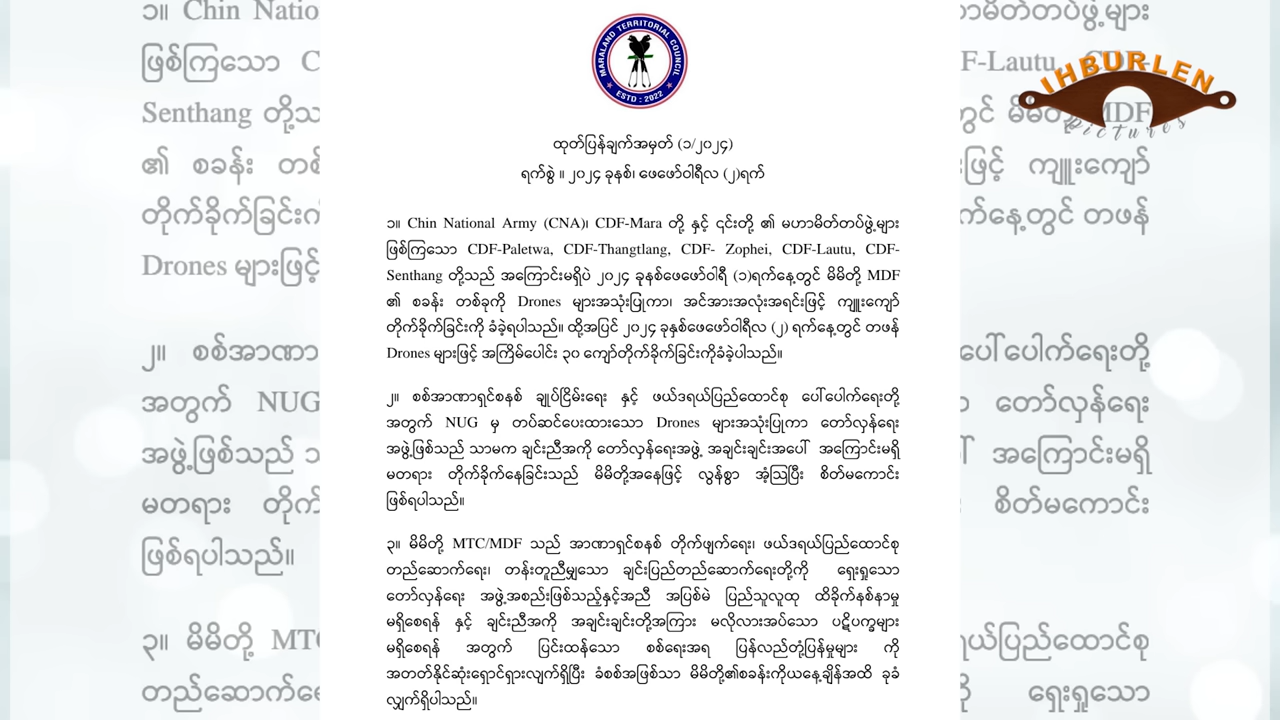 MARALAND TERRITORIAL COUNCIL
ESTD : 2022
IHBURLEN
Pictures
ထုတ်ပြန်ချက်အမှတ် (၁/၂၀၂၄)
ရက်စွဲ ။ ၂၀၂၄ ခုနစ်၊ ဖေဖော်ဝါရီလ (၂)ရက်
၁။ Chin National Army (CNA)၊ CDF-Mara တို့ နှင့် ၎င်းတို့ ၏ မဟာမိတ်တပ်ဖွဲ့များ
ဖြစ်ကြသော CDF-Paletwa, CDF-Thangtlang, CDF- Zophei, CDF-Lautu, CDF-
Senthang တို့သည် အကြောင်းမရှိပဲ ၂၀၂၄ ခုနစ်ဖေဖော်ဝါရီ (၁)ရက်နေ့တွင် မိမိတို့ MDF
၏ စခန်း တစ်ခုကို Drones များအသုံးပြုကာ၊ အင်အားအလုံးအရင်းဖြင့် ကျူးကျော်
တိုက်ခိုက်ခြင်းကို ခံခဲ့ရပါသည်။ ထို့အပြင် ၂၀၂၄ ခုနှစ်ဖေဖော်ဝါရီလ (၂) ရက်နေ့တွင် တဖန်
Drones များဖြင့် အကြိမ်ပေါင်း ၃၀ ကျော်တိုက်ခိုက်ခြင်းကိုခံခဲ့ပါသည်။
၂။ စစ်အာဏာရှင်စနစ် ချုပ်ငြိမ်းရေး နှင့် ဖယ်ဒရယ်ပြည်ထောင်စု ပေါ်ပေါက်ရေးတို့
အတွက် NUG မှ တပ်ဆင်ပေးထားသော Drones များအသုံးပြုကာ တော်လှန်ရေး
အဖွဲ့ဖြစ်သည် သာမက ချင်းညီအကို တော်လှန်ရေးအဖွဲ့ အချင်းချင်းအပေါ် အကြောင်းမရှိ
မတရား တိုက်ခိုက်နေခြင်းသည် မိမိတို့အနေဖြင့် လွန်စွာ အံ့သြပြီး စိတ်မကောင်း
ဖြစ်ရပါသည်။
၃။ မိမိတို့ MTC/MDF သည် အာဏာရှင်စနစ် တိုက်ဖျက်ရေး၊ ဖယ်ဒရယ်ပြည်ထောင်စု
တည်ဆောက်ရေး၊ တန်းတူညီမျှသော ချင်းပြည်တည်ဆောက်ရေးတို့ကို ရှေးရှုသော
တော်လှန်ရေး အဖွဲ့အစည်းဖြစ်သည့်နှင့်အညီ အပြစ်မဲ ပြည်သူလူထု ထိခိုက်နစ်နာမှု
မရှိစေရန် နှင့် ချင်းညီအကို အချင်းချင်းတို့အကြား မလိုလားအပ်သော ပဋိပက္ခများ
မရှိစေရန် အတွက် ပြင်းထန်သော စစ်ရေးအရ ပြန်လည်တုံ့ပြန်မှုများ ကို
အတတ်နိုင်ဆုံးရှောင်ရှားလျက်ရှိပြီး ခံစစ်အဖြစ်သာ မိမိတို့၏စခန်းကိုယနေ့ချိန်အထိ ခုခံ
လျှက်ရှိပါသည်။